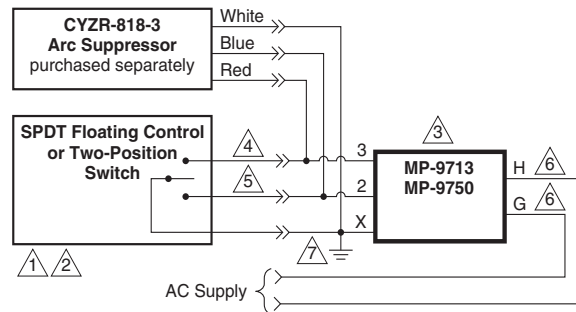 CYZR-818-3
Arc Suppressor
purchased separately
White
Blue
Red
SPDT Floating Control
or Two-Position
Switch
4
5
3
3
2
X
MP-9713
MP-9750
H
6
G
6
1
2
7
AC Supply